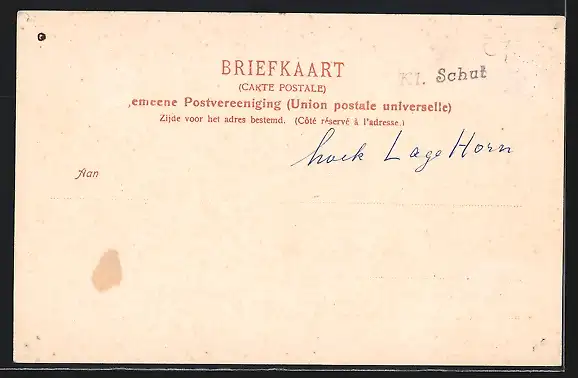 BRIEFKAART
(CARTE POSTALE)
Kl. Schut
emeene Postvereeniging (Union postale universelle)
Zijde voor het adres bestemd. (Côté réservé à l'adresse.)
hoek Lage Horn
Aan